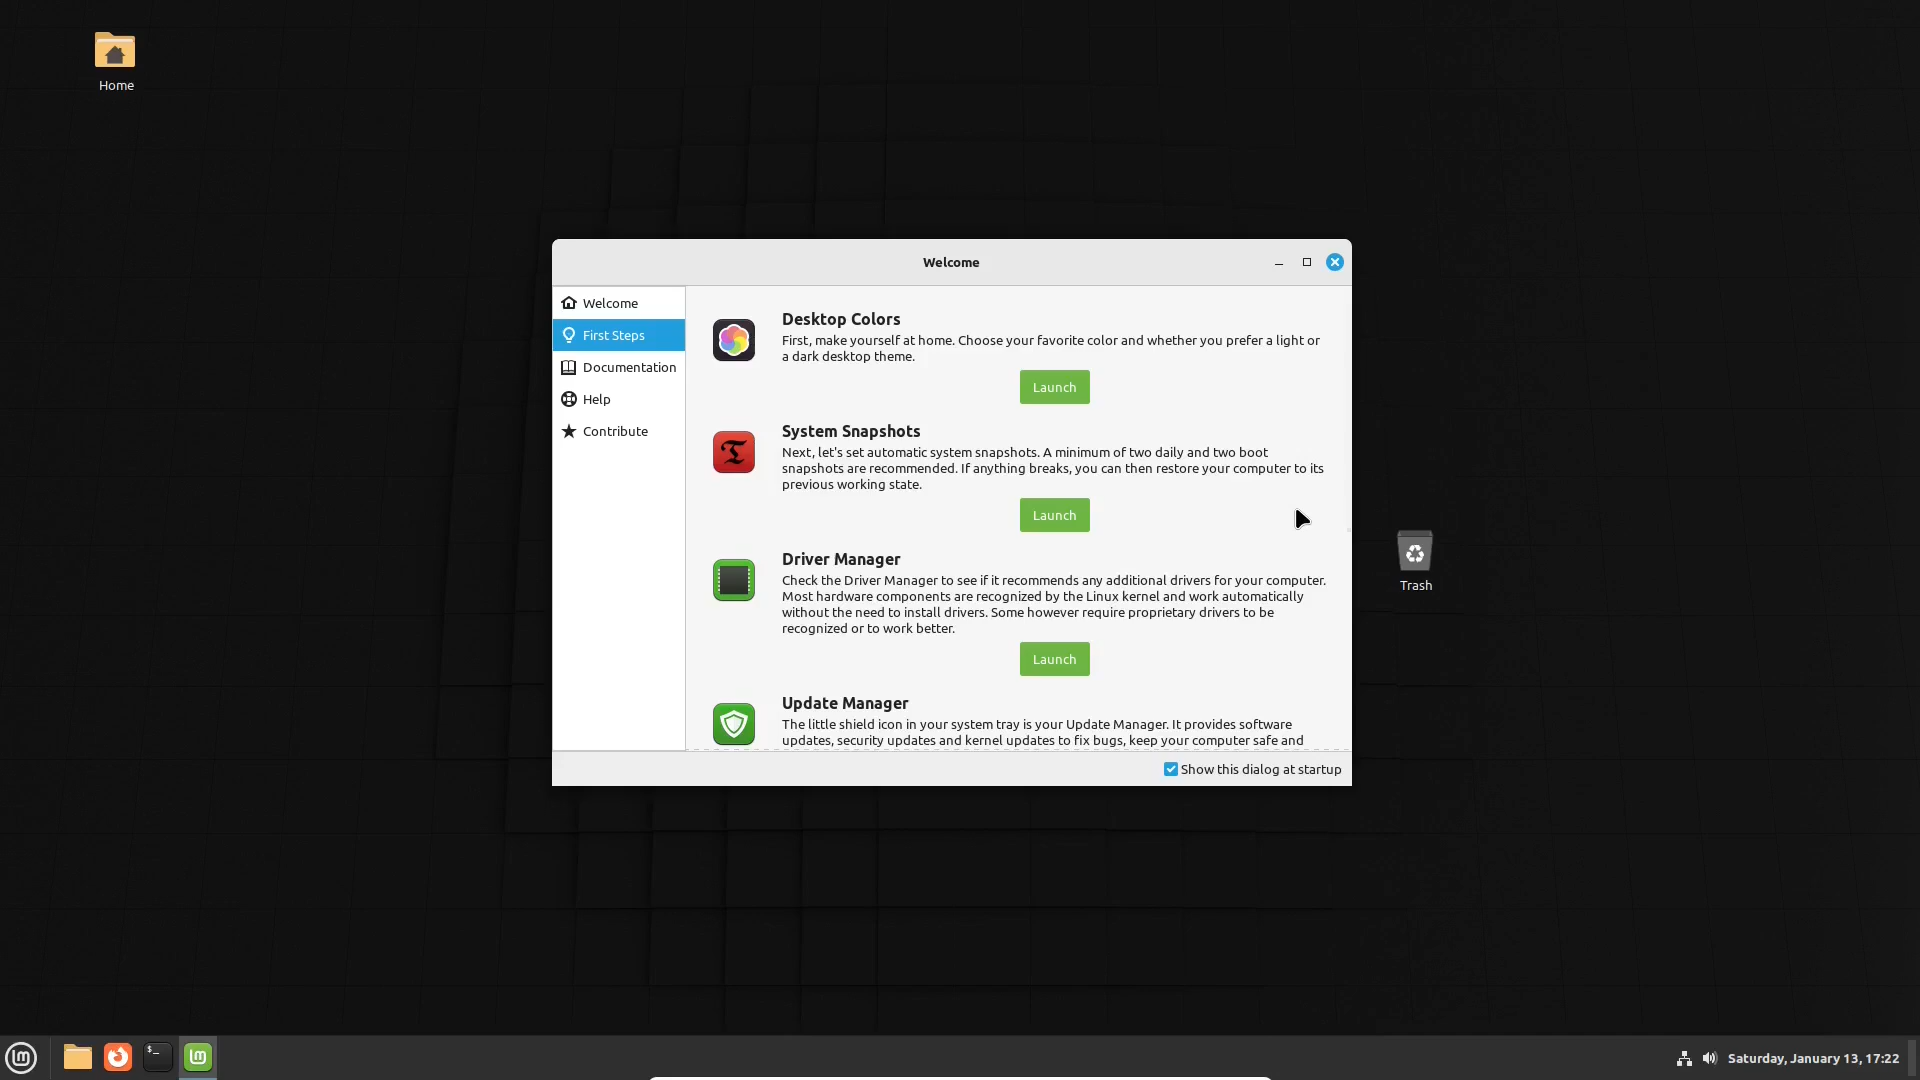 Home
Welcome
Welcome
First Steps
Documentation
Help
Contribute
Desktop Colors
First, make yourself at home. Choose your favorite color and whether you prefer a light or
a dark desktop theme.
Launch
System Snapshots
Next, let's set automatic system snapshots. A minimum of two daily and two boot
snapshots are recommended. If anything breaks, you can then restore your computer to its
previous working state.
Launch
Driver Manager
Check the Driver Manager to see if it recommends any additional drivers for your computer.
Most hardware components are recognized by the Linux kernel and work automatically
without the need to install drivers. Some however require proprietary drivers to be
recognized or to work better.
Launch
Update Manager
The little shield icon in your system tray is your Update Manager. It provides software
updates, security updates and kernel updates to fix bugs, keep your computer safe and
Show this dialog at startup
Trash
$_
Saturday, January 13, 17:22